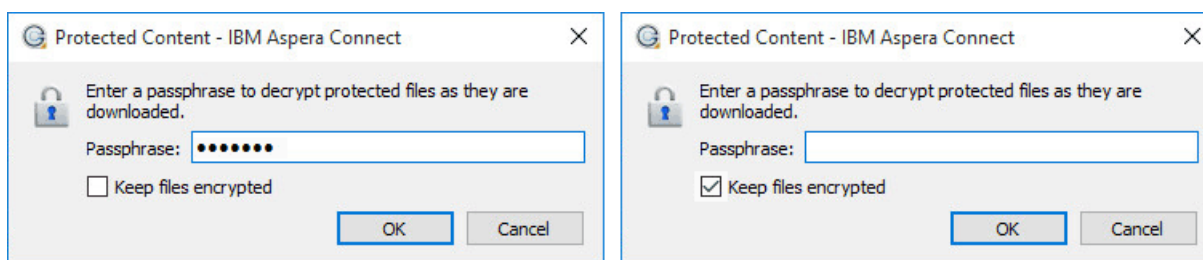 Protected Content - IBM Aspera Connect
Enter a passphrase to decrypt protected files as they are
downloaded.
Passphrase: •••••••
Keep files encrypted
OK Cancel
Protected Content - IBM Aspera Connect
Enter a passphrase to decrypt protected files as they are
downloaded.
Passphrase:
Keep files encrypted
OK Cancel